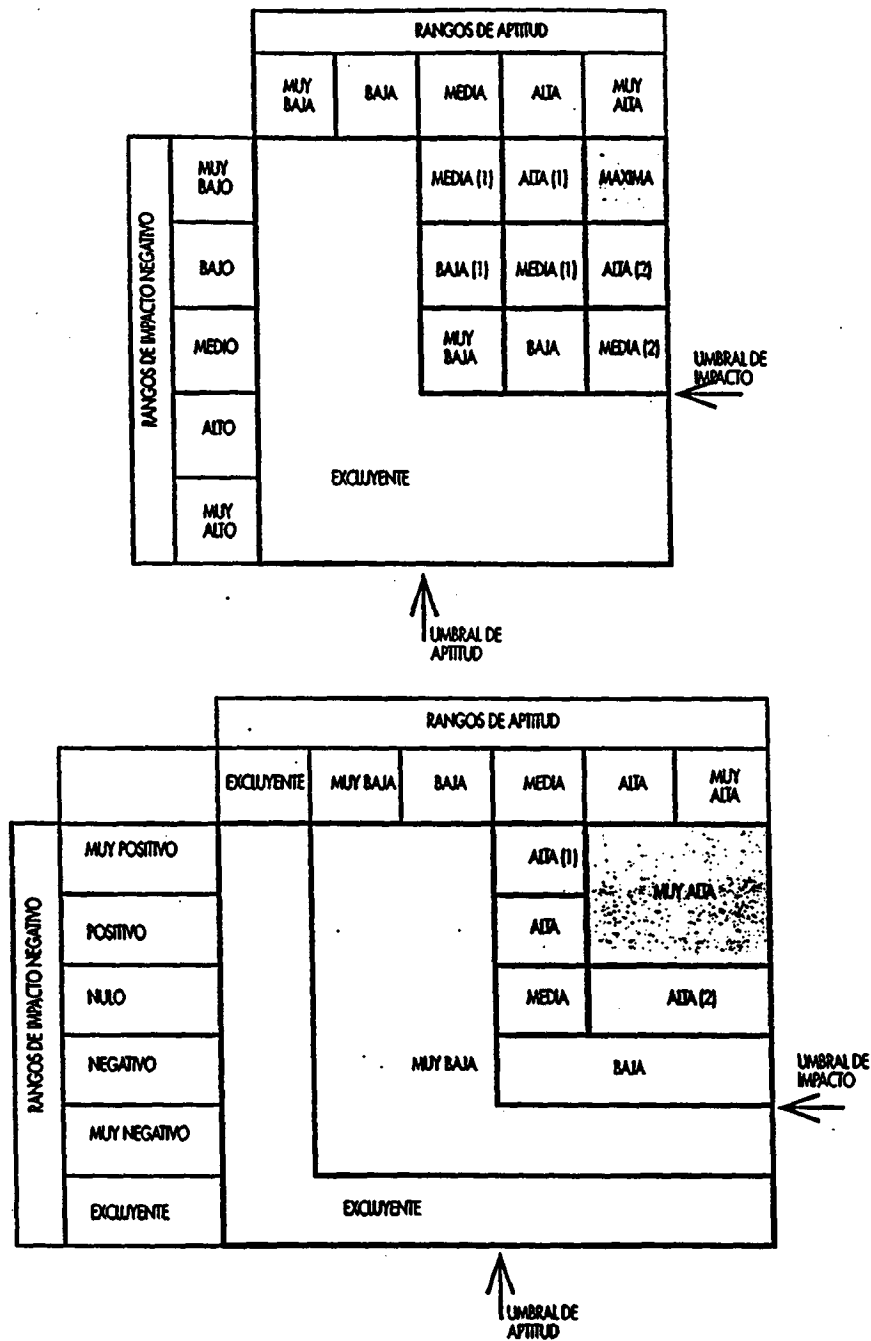 RANGOS DE APTITUD
MUY
BAJA
BAJA
MEDIA
ALTA
MUY
ALTA
RANGOS DE IMPACTO NEGATIVO
MUY
BAJO
MEDIA (1)
ALTA (1)
MAXIMA
BAJO
BAJA (1)
MEDIA (1)
ALTA (2)
MEDIO
MUY
BAJA
BAJA
MEDIA (2)
UMBRAL DE
IMPACTO
ALTO
EXCLUYENTE
MUY
ALTO
UMBRAL DE
APTITUD
RANGOS DE APTITUD
EXCLUYENTE
MUY BAJA
BAJA
MEDIA
ALTA
MUY
ALTA
RANGOS DE IMPACTO NEGATIVO
MUY POSITIVO
ALTA (1)
MUY ALTA
POSITIVO
ALTA
NULO
MEDIA
ALTA (2)
NEGATIVO
MUY BAJA
BAJA
UMBRAL DE
IMPACTO
MUY NEGATIVO
EXCLUYENTE
EXCLUYENTE
UMBRAL DE
APTITUD